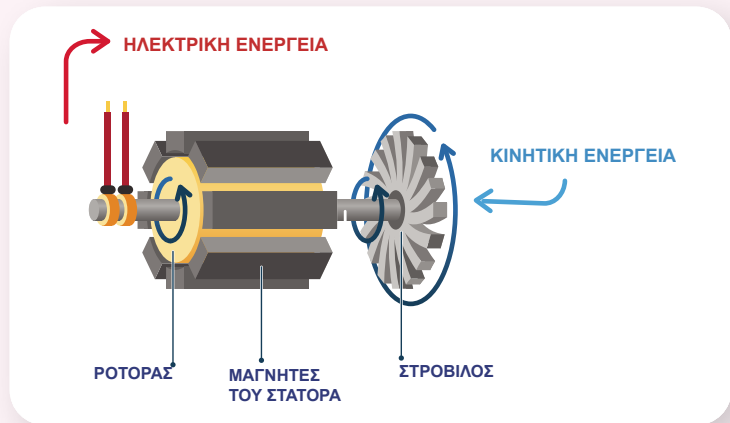 ΗΛΕΚΤΡΙΚΗ ΕΝΕΡΓΕΙΑ
ΚΙΝΗΤΙΚΗ ΕΝΕΡΓΕΙΑ
ΡΟΤΟΡΑΣ
ΜΑΓΝΗΤΕΣ
ΤΟΥ ΣΤΑΤΟΡΑ
ΣΤΡΟΒΙΛΟΣ